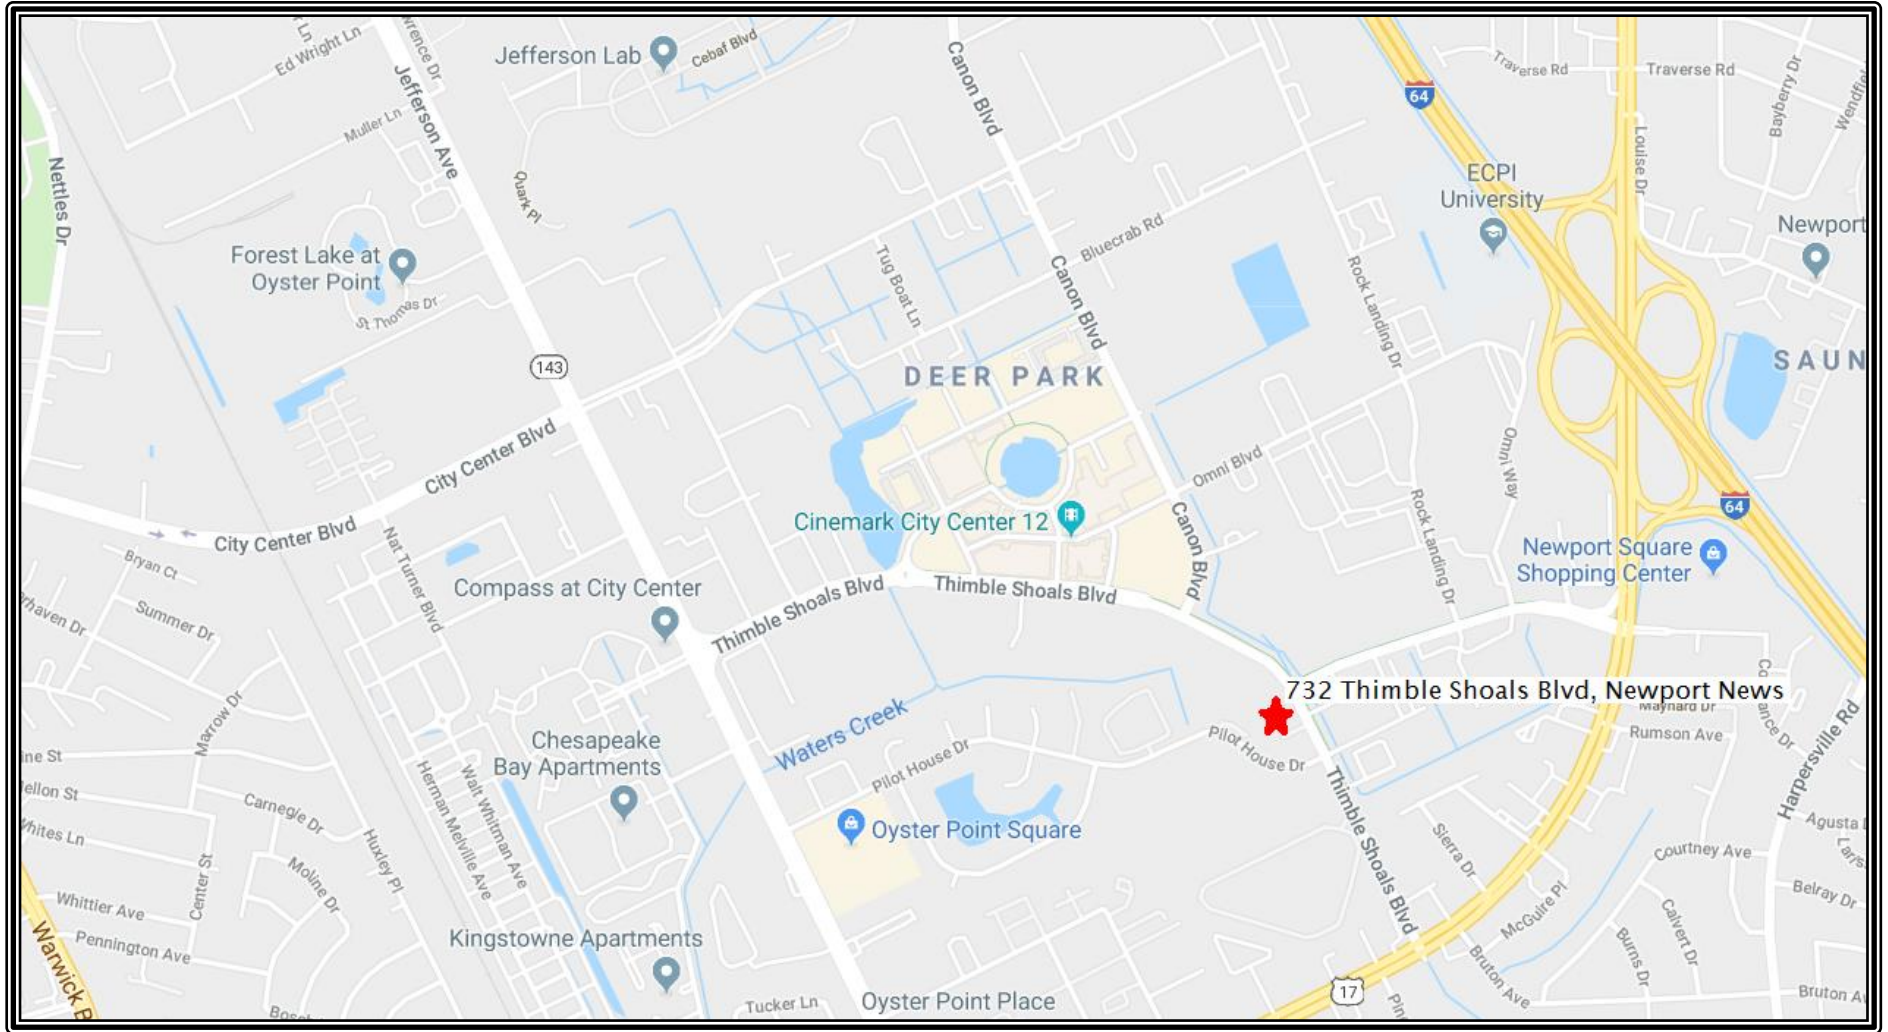 Ed Wright Ln
Ln
Jefferson Lab
Cebaf Blvd
Canon Blvd
64
Traverse Rd
Traverse Rd
Bayberry Dr
Jefferson Ave
Muller Ln
Louise Dr
Nettles Dr
Quark Pl
ECPI
University
Newport
Forest Lake at
Oyster Point
St Thomas Dr
Tug Boat Ln
Bluecrab Rd
Canon Blvd
Rock Landing Dr
143
DEER PARK
SAUN
City Center Blvd
Omni Blvd
Omni Way
64
City Center Blvd
Cinemark City Center 12
Canon Blvd
Rock Landing Dr
Newport Square
Shopping Center
Bryan Ct
Nat Turner Blvd
Compass at City Center
Thimble Shoals Blvd
Thimble Shoals Blvd
Summer Dr
732 Thimble Shoals Blvd, Newport News
Maynard Dr
Rumson Ave
Marrow Dr
Waters Creek
Pilot House Dr
Pilot House Dr
Chesapeake
Bay Apartments
Harpersville Rd
Herman Melville Ave
Walt Whitman Ave
Thimble Shoals Blvd
Carnegie Dr
Huxley Pl
Oyster Point Square
Sierra Dr
Courtney Ave
Moline Dr
Center St
Whittier Ave
McGuire Pl
Belray Dr
Calvert Dr
Burns Dr
Pennington Ave
Kingstowne Apartments
Bruton Ave
17
Warwick B
Tucker Ln
Oyster Point Place